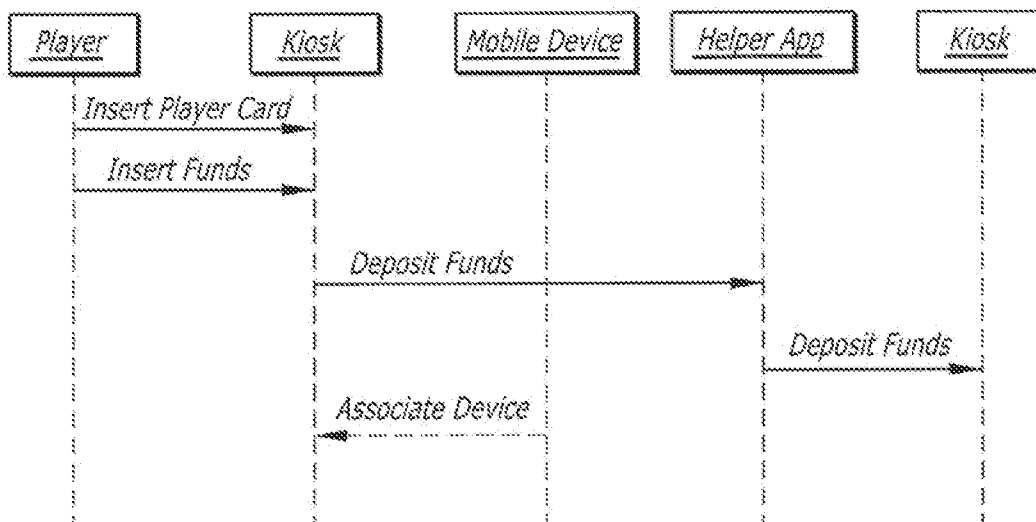 Player
Kiosk
Mobile Device
Helper App
Kiosk
Insert Player Card
Insert Funds
Deposit Funds
Deposit Funds
Associate Device